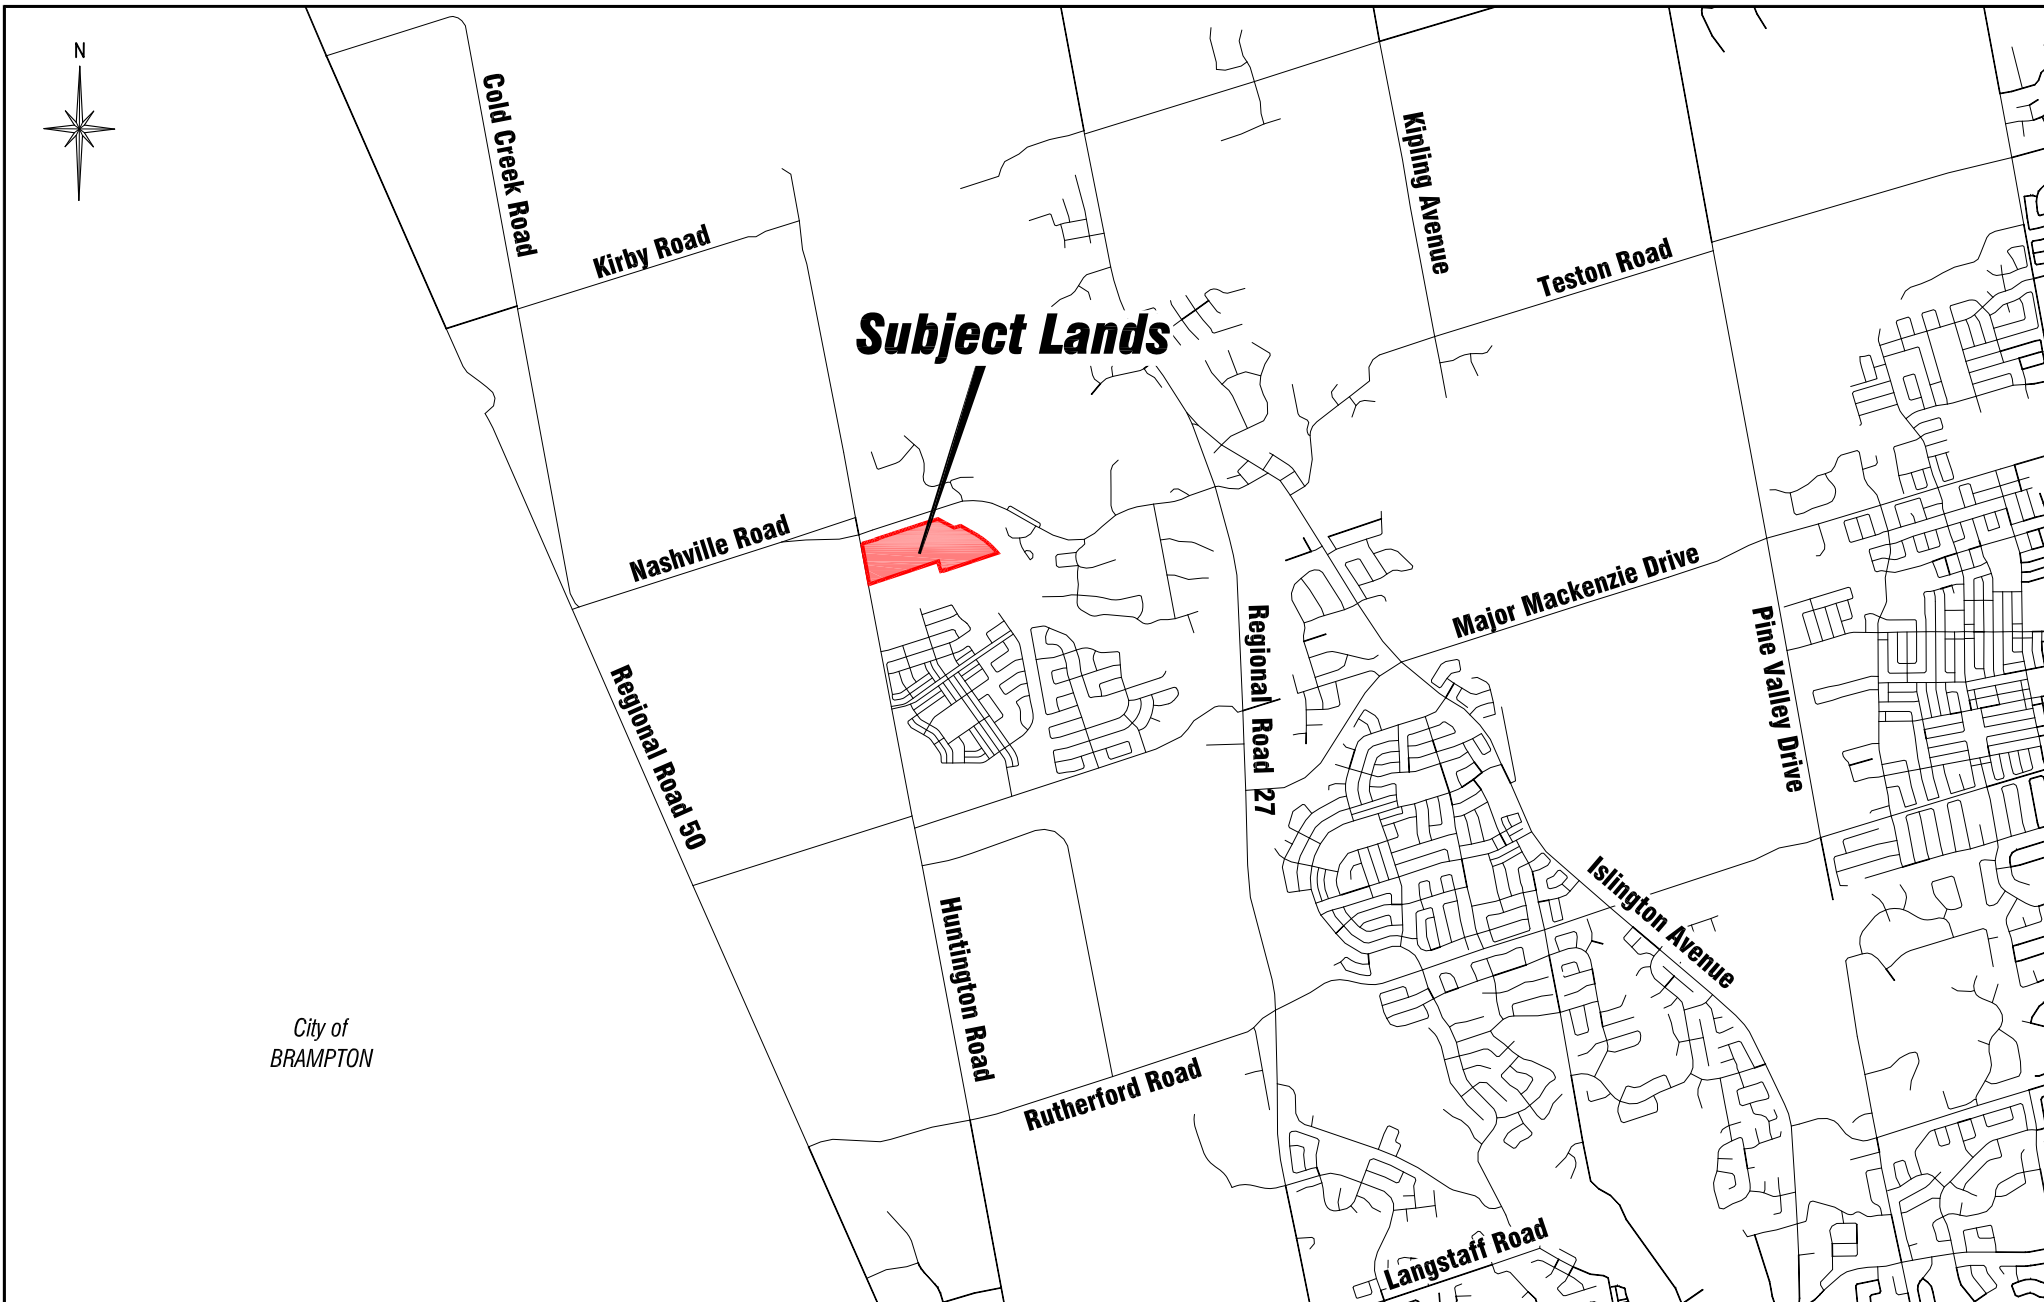 N
Cold Creek Road
Kirby Road
Kipling Avenue
Teston Road
Subject Lands
Nashville Road
Major Mackenzie Drive
Regional Road 27
Pine Valley Drive
Regional Road 50
Islington Avenue
Huntington Road
City of
BRAMPTON
Rutherford Road
Langstaff Road